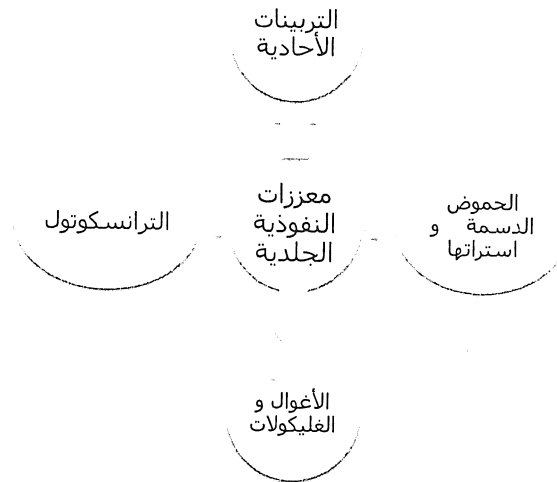 التربينات
الأحادية
معززات
النفوذية
الجلدية
الحموض
الدسمة و
استراتها
الترانسكوتول
الأغوال و
الغليكولات